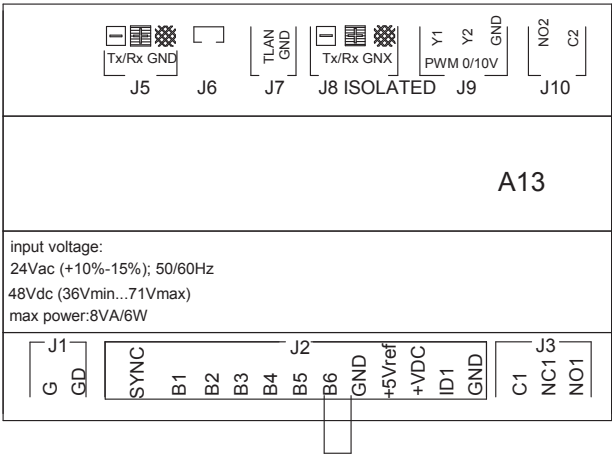 Tx/Rx GND
TLAN
GND
Tx/Rx GNX
Y1
Y2
GND
PWM 0/10V
NO2
C2
J5 J6 J7 J8 ISOLATED J9 J10
A13
input voltage:
24Vac (+10%-15%); 50/60Hz
48Vdc (36Vmin...71Vmax)
max power:8VA/6W
J1 J2 J3
G
GD
SYNC
B1
B2
B3
B4
B5
B6
GND
+5Vref
+VDC
ID1
GND
C1
NC1
NO1